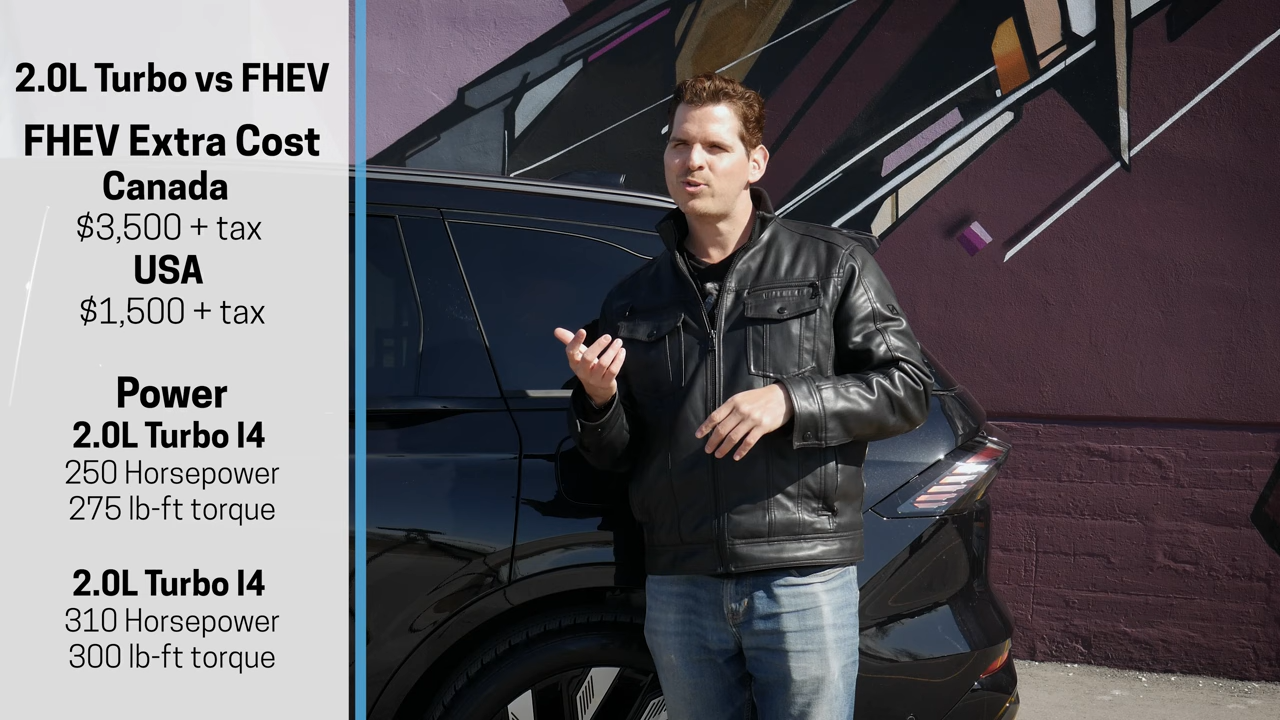 2.0L Turbo vs FHEV
FHEV Extra Cost
Canada
$3,500 + tax
USA
$1,500 + tax
Power
2.0L Turbo I4
250 Horsepower
275 lb-ft torque
2.0L Turbo I4
310 Horsepower
300 lb-ft torque